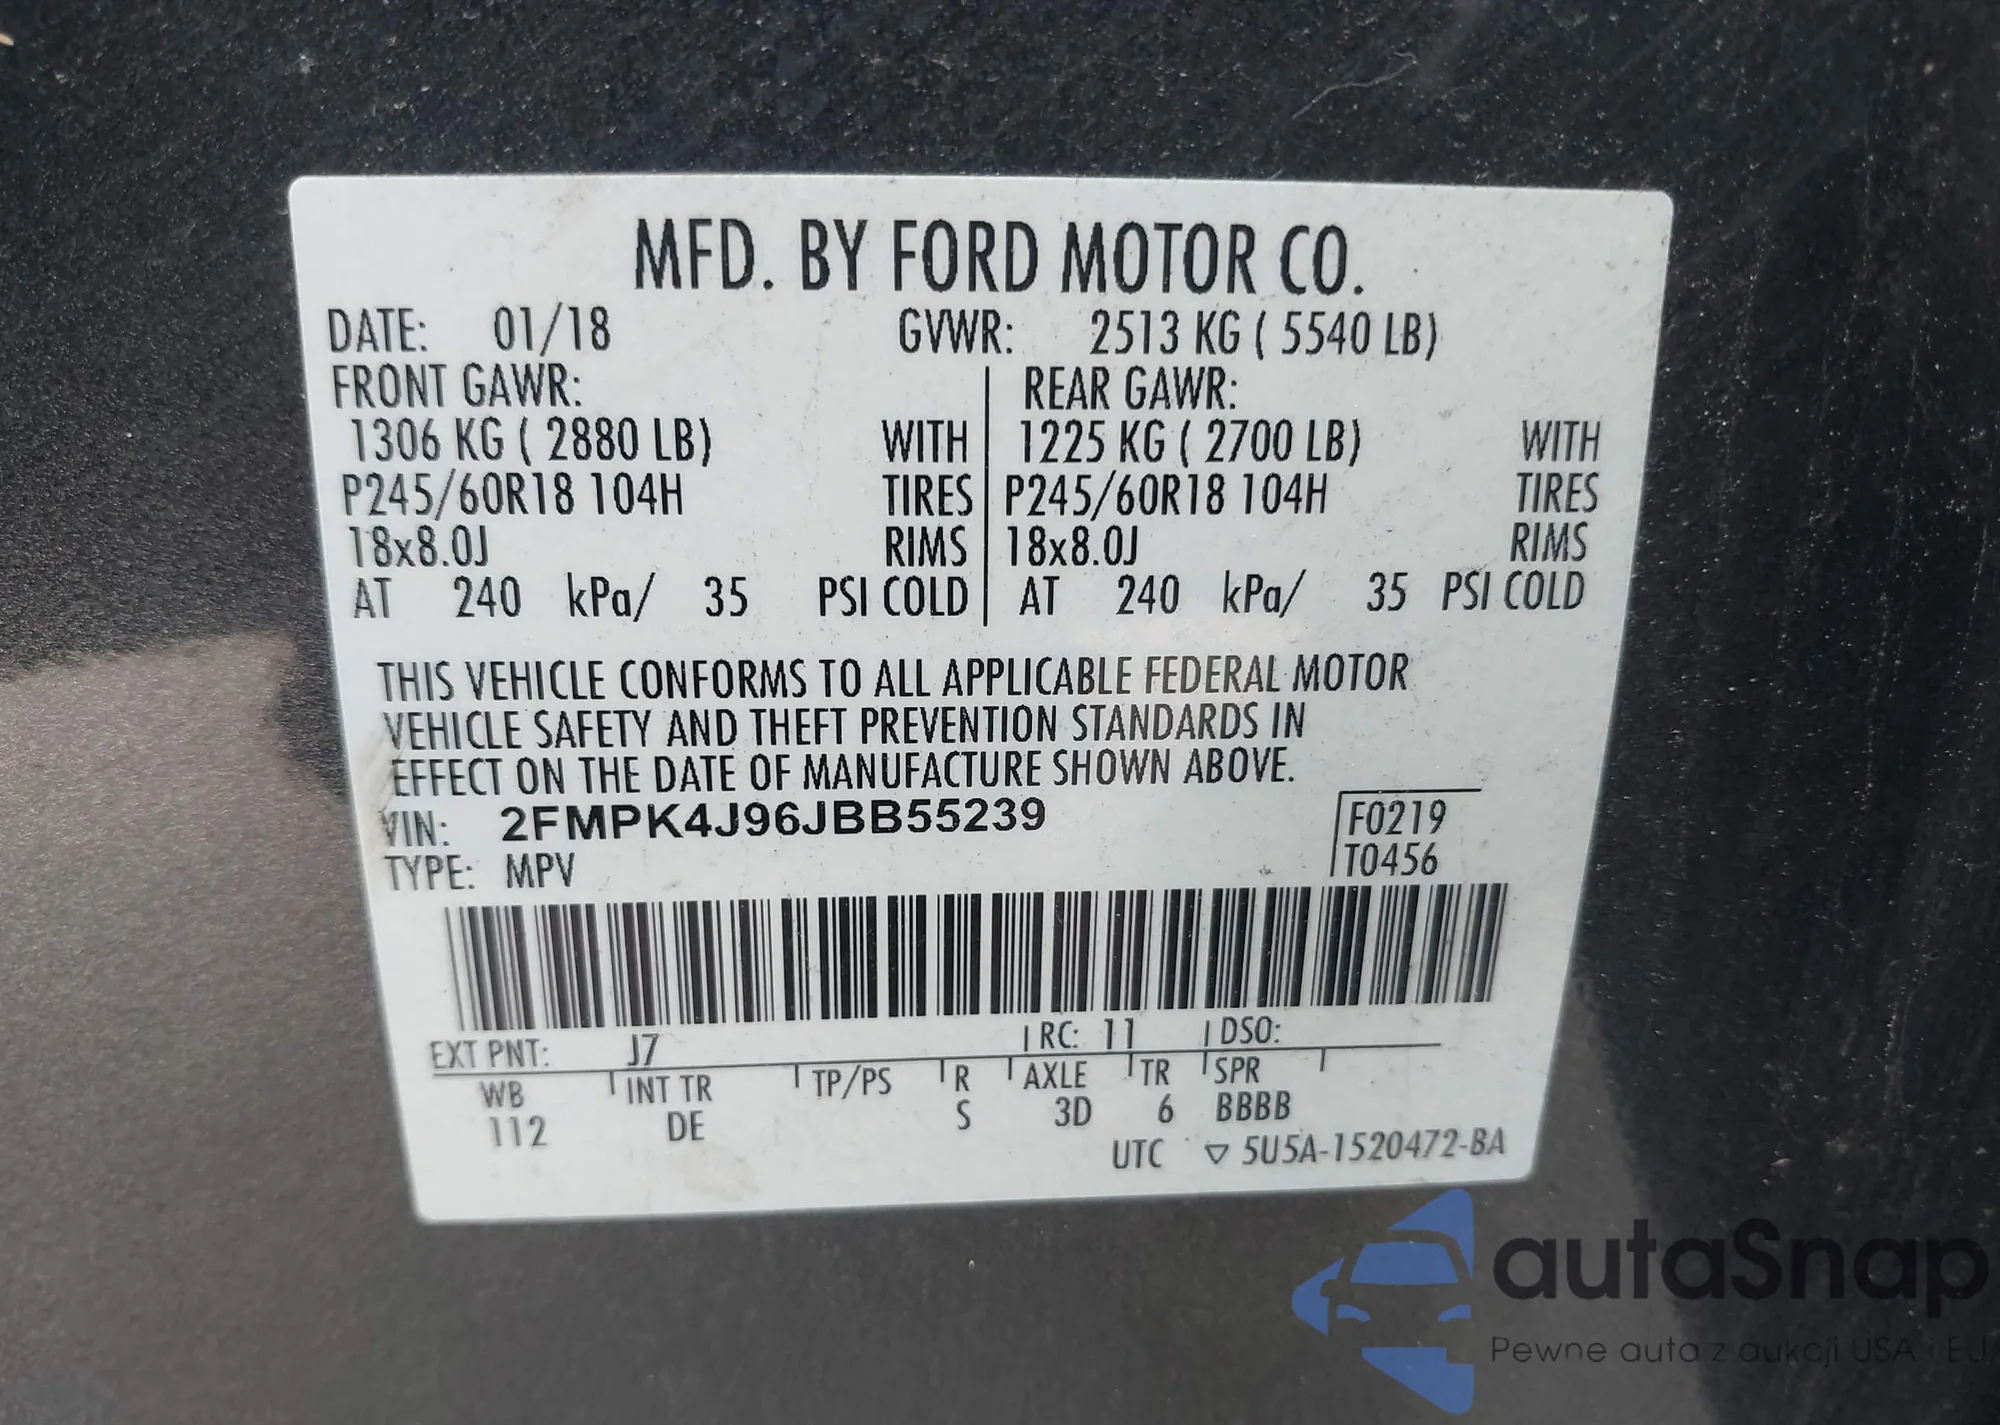 MFD. BY FORD MOTOR CO.
DATE: 01/18 GVWR: 2513 KG ( 5540 LB)
FRONT GAWR: REAR GAWR:
1306 KG ( 2880 LB) WITH 1225 KG ( 2700 LB) WITH
P245/60R18 104H TIRES P245/60R18 104H TIRES
18x8.0J RIMS 18x8.0J RIMS
AT 240 kPa/ 35 PSI COLD AT 240 kPa/ 35 PSI COLD
THIS VEHICLE CONFORMS TO ALL APPLICABLE FEDERAL MOTOR
VEHICLE SAFETY AND THEFT PREVENTION STANDARDS IN
EFFECT ON THE DATE OF MANUFACTURE SHOWN ABOVE.
VIN: 2FMPK4J96JBB55239 F0219
TYPE: MPV T0456
EXT PNT: J7 RC: 11 DSO:
WB INT TR TP/PS R AXLE TR SPR
112 DE S 3D 6 BBBB
UTC ▽ 5U5A-1520472-BA
autaSnap
Pewne auta z aukcji USA i EU